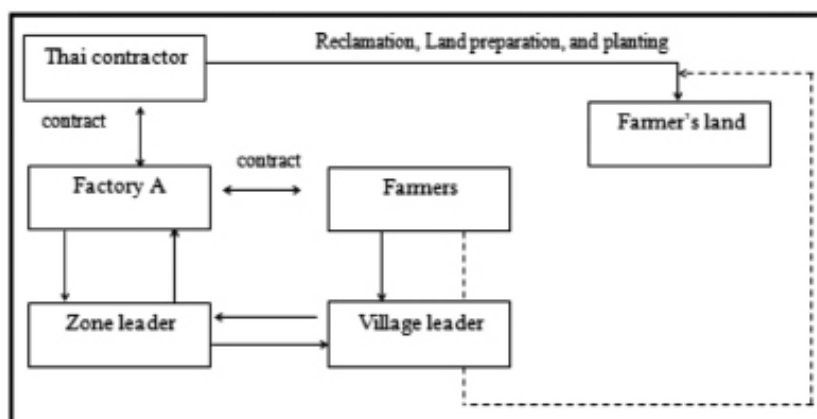 Reclamation, Land preparation, and planting
Thai contractor
Farmer's land
contract
contract
Factory A
Farmers
Zone leader
Village leader